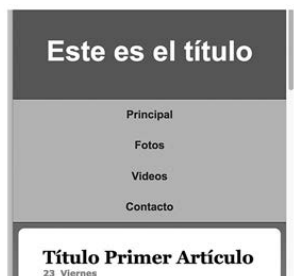 Este es el título
Principal
Fotos
Videos
Contacto
Título Primer Artículo
23 Viernes